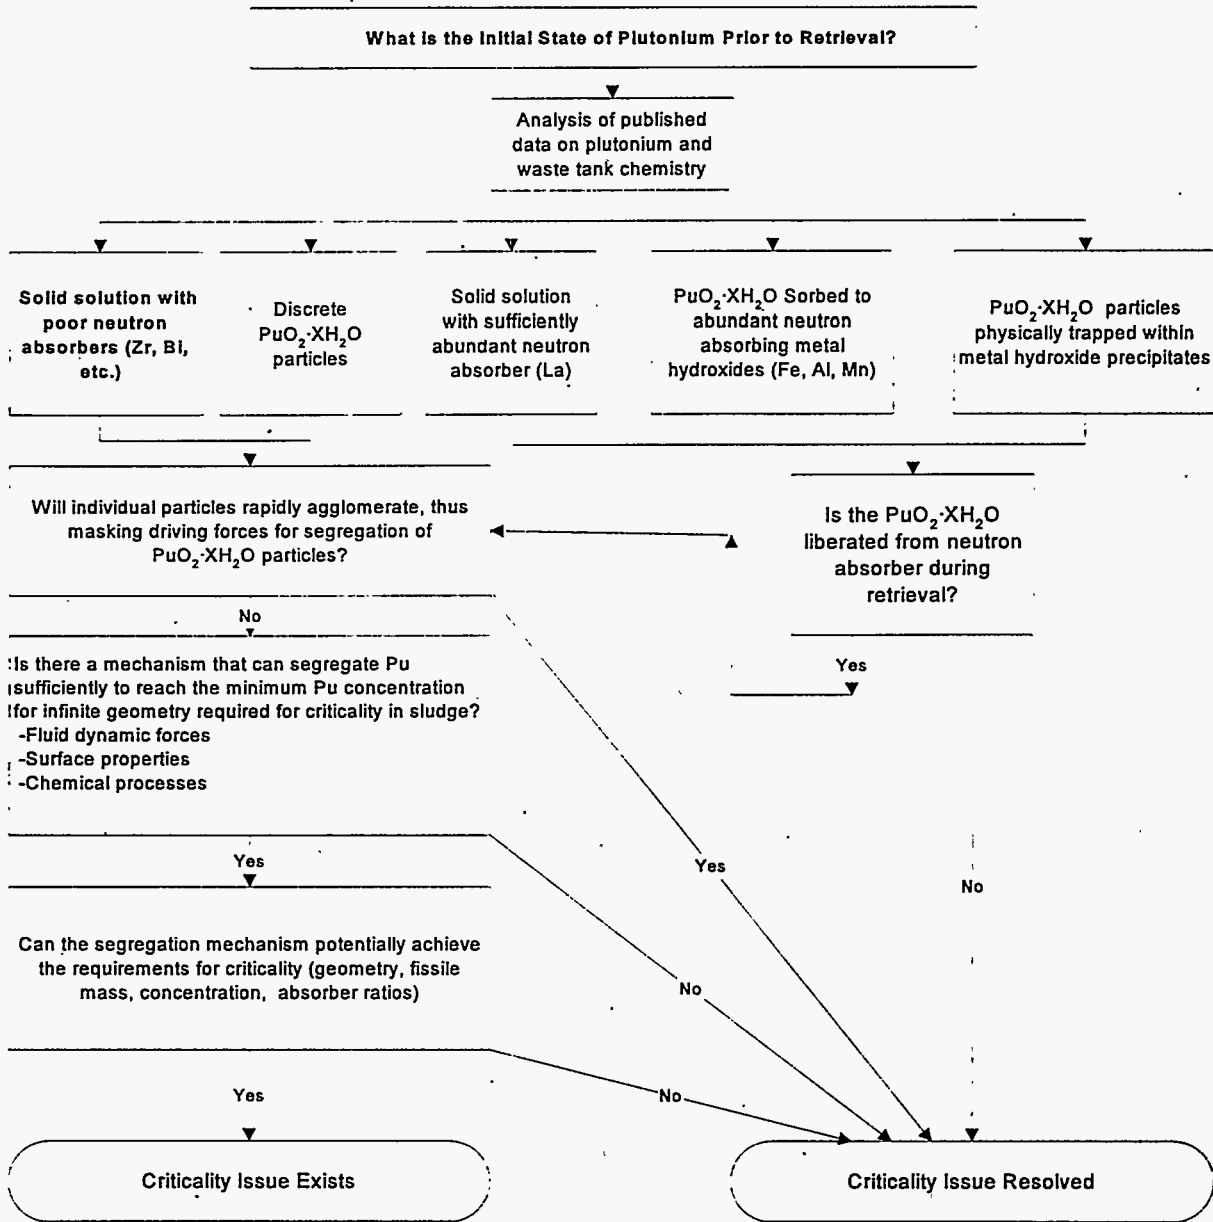 What is the Initial State of Plutonium Prior to Retrieval?
Analysis of published
data on plutonium and
waste tank chemistry
Solid solution with
poor neutron
absorbers (Zr, Bi,
etc.)
Discrete
PuO₂·XH₂O
particles
Solid solution
with sufficiently
abundant neutron
absorber (La)
PuO₂·XH₂O Sorbed to
abundant neutron
absorbing metal
hydroxides (Fe, Al, Mn)
PuO₂·XH₂O particles
physically trapped within
metal hydroxide precipitates
Will individual particles rapidly agglomerate, thus
masking driving forces for segregation of
PuO₂·XH₂O particles?
Is the PuO₂·XH₂O
liberated from neutron
absorber during
retrieval?
No
Yes
Is there a mechanism that can segregate Pu
sufficiently to reach the minimum Pu concentration
for infinite geometry required for criticality in sludge?
-Fluid dynamic forces
-Surface properties
-Chemical processes
Yes
Yes
No
Can the segregation mechanism potentially achieve
the requirements for criticality (geometry, fissile
mass, concentration, absorber ratios)
No
Yes
No
Criticality Issue Exists
Criticality Issue Resolved